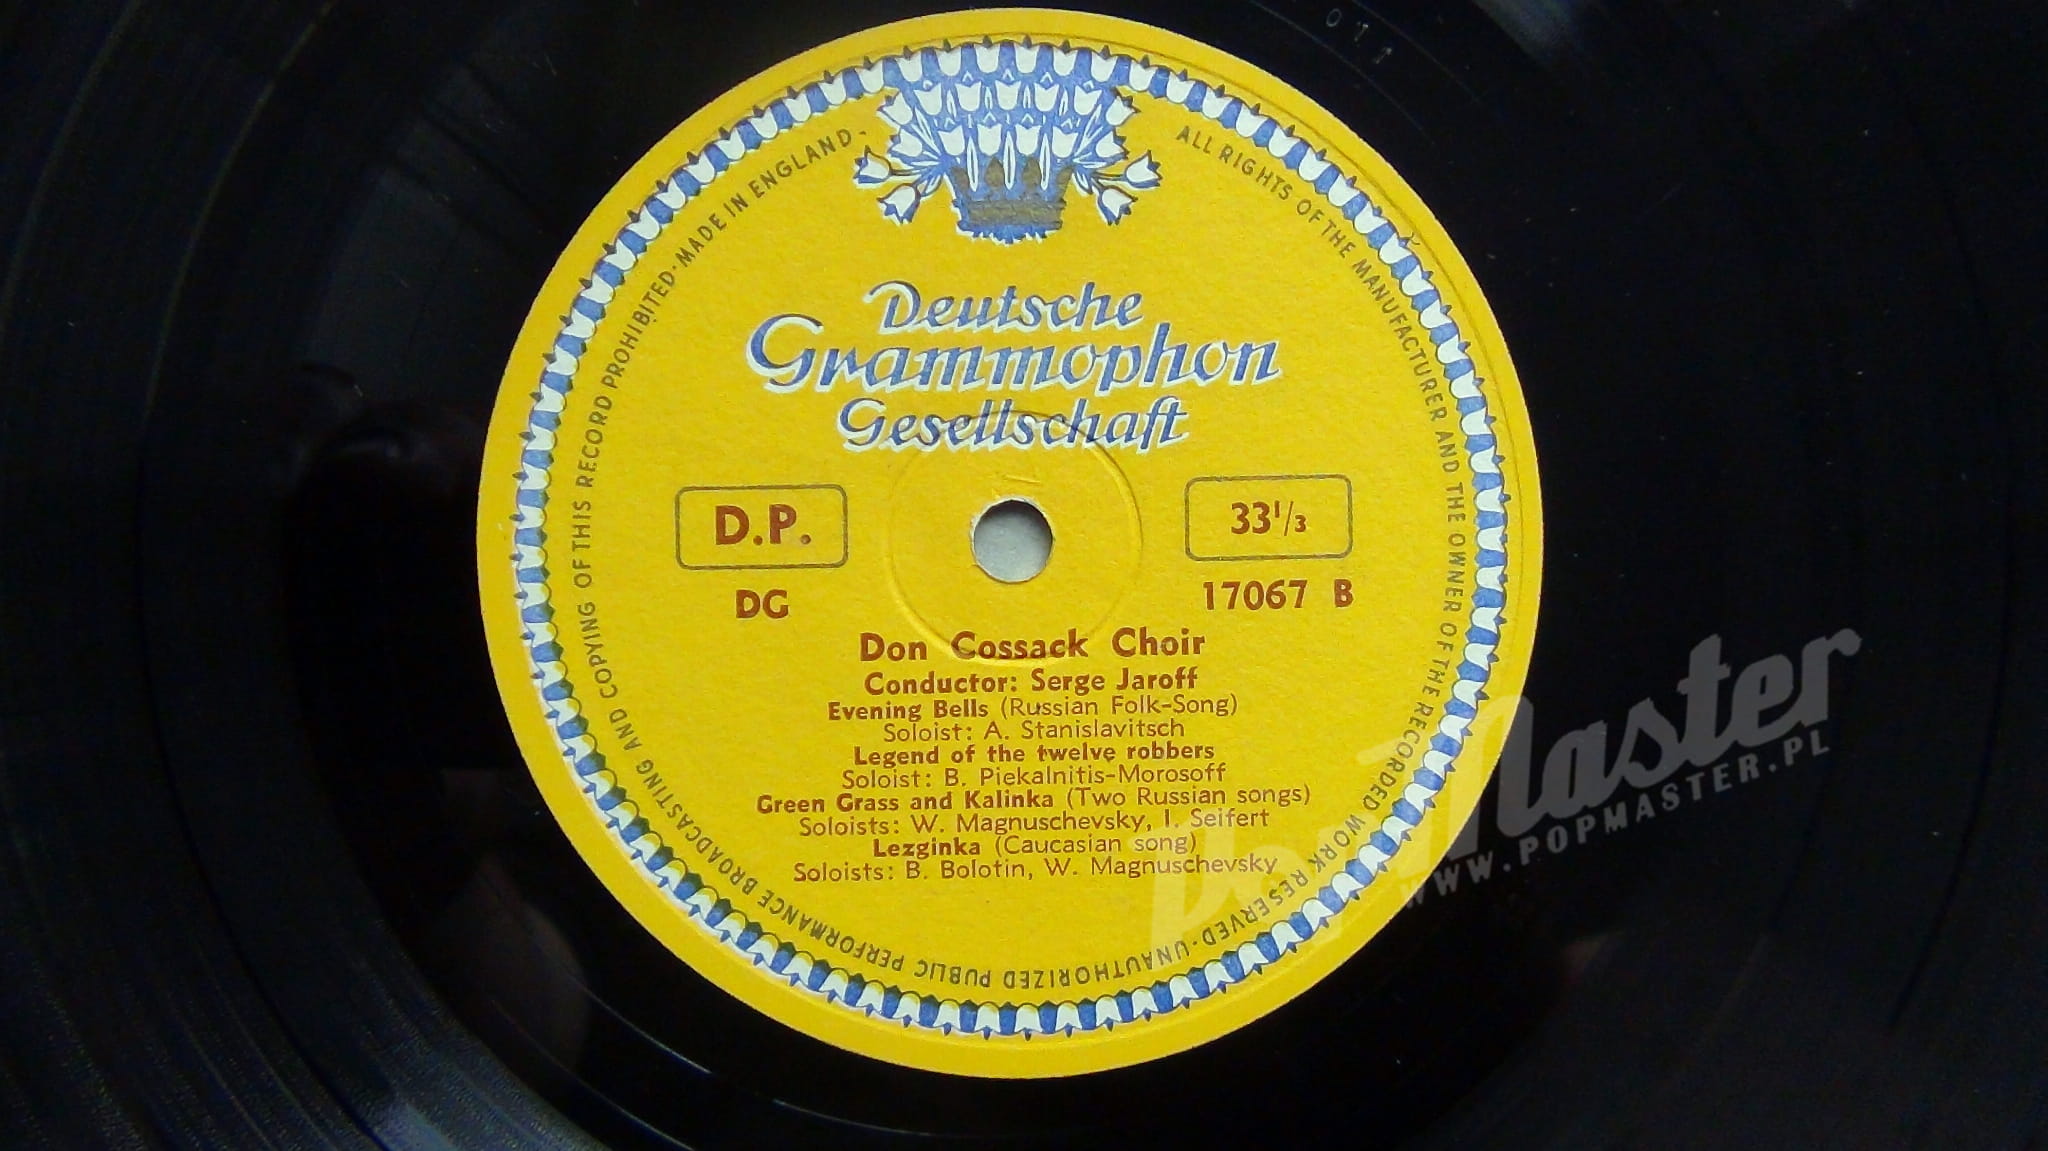 ALL RIGHTS OF THE MANUFACTURER AND THE OWNER OF THE RECORDED WORK RESERVED·UNAUTHORIZED PUBLIC PERFORMANCE BROADCASTING AND COPYING OF THIS RECORD PROHIBITED·MADE IN ENGLAND·
Deutsche
Grammophon
Gesellschaft
D.P.
33 1/3
DG
17067 B
Don Cossack Choir
Conductor: Serge Jaroff
Evening Bells (Russian Folk-Song)
Soloist: A. Stanislavitsch
Legend of the twelve robbers
Soloist: B. Piekalnitis-Morosoff
Green Grass and Kalinka (Two Russian songs)
Soloists: W. Magnuschevsky, I. Seifert
Lezginka (Caucasian song)
Soloists: B. Bolotin, W. Magnuschevsky
PopMaster
WWW.POPMASTER.PL